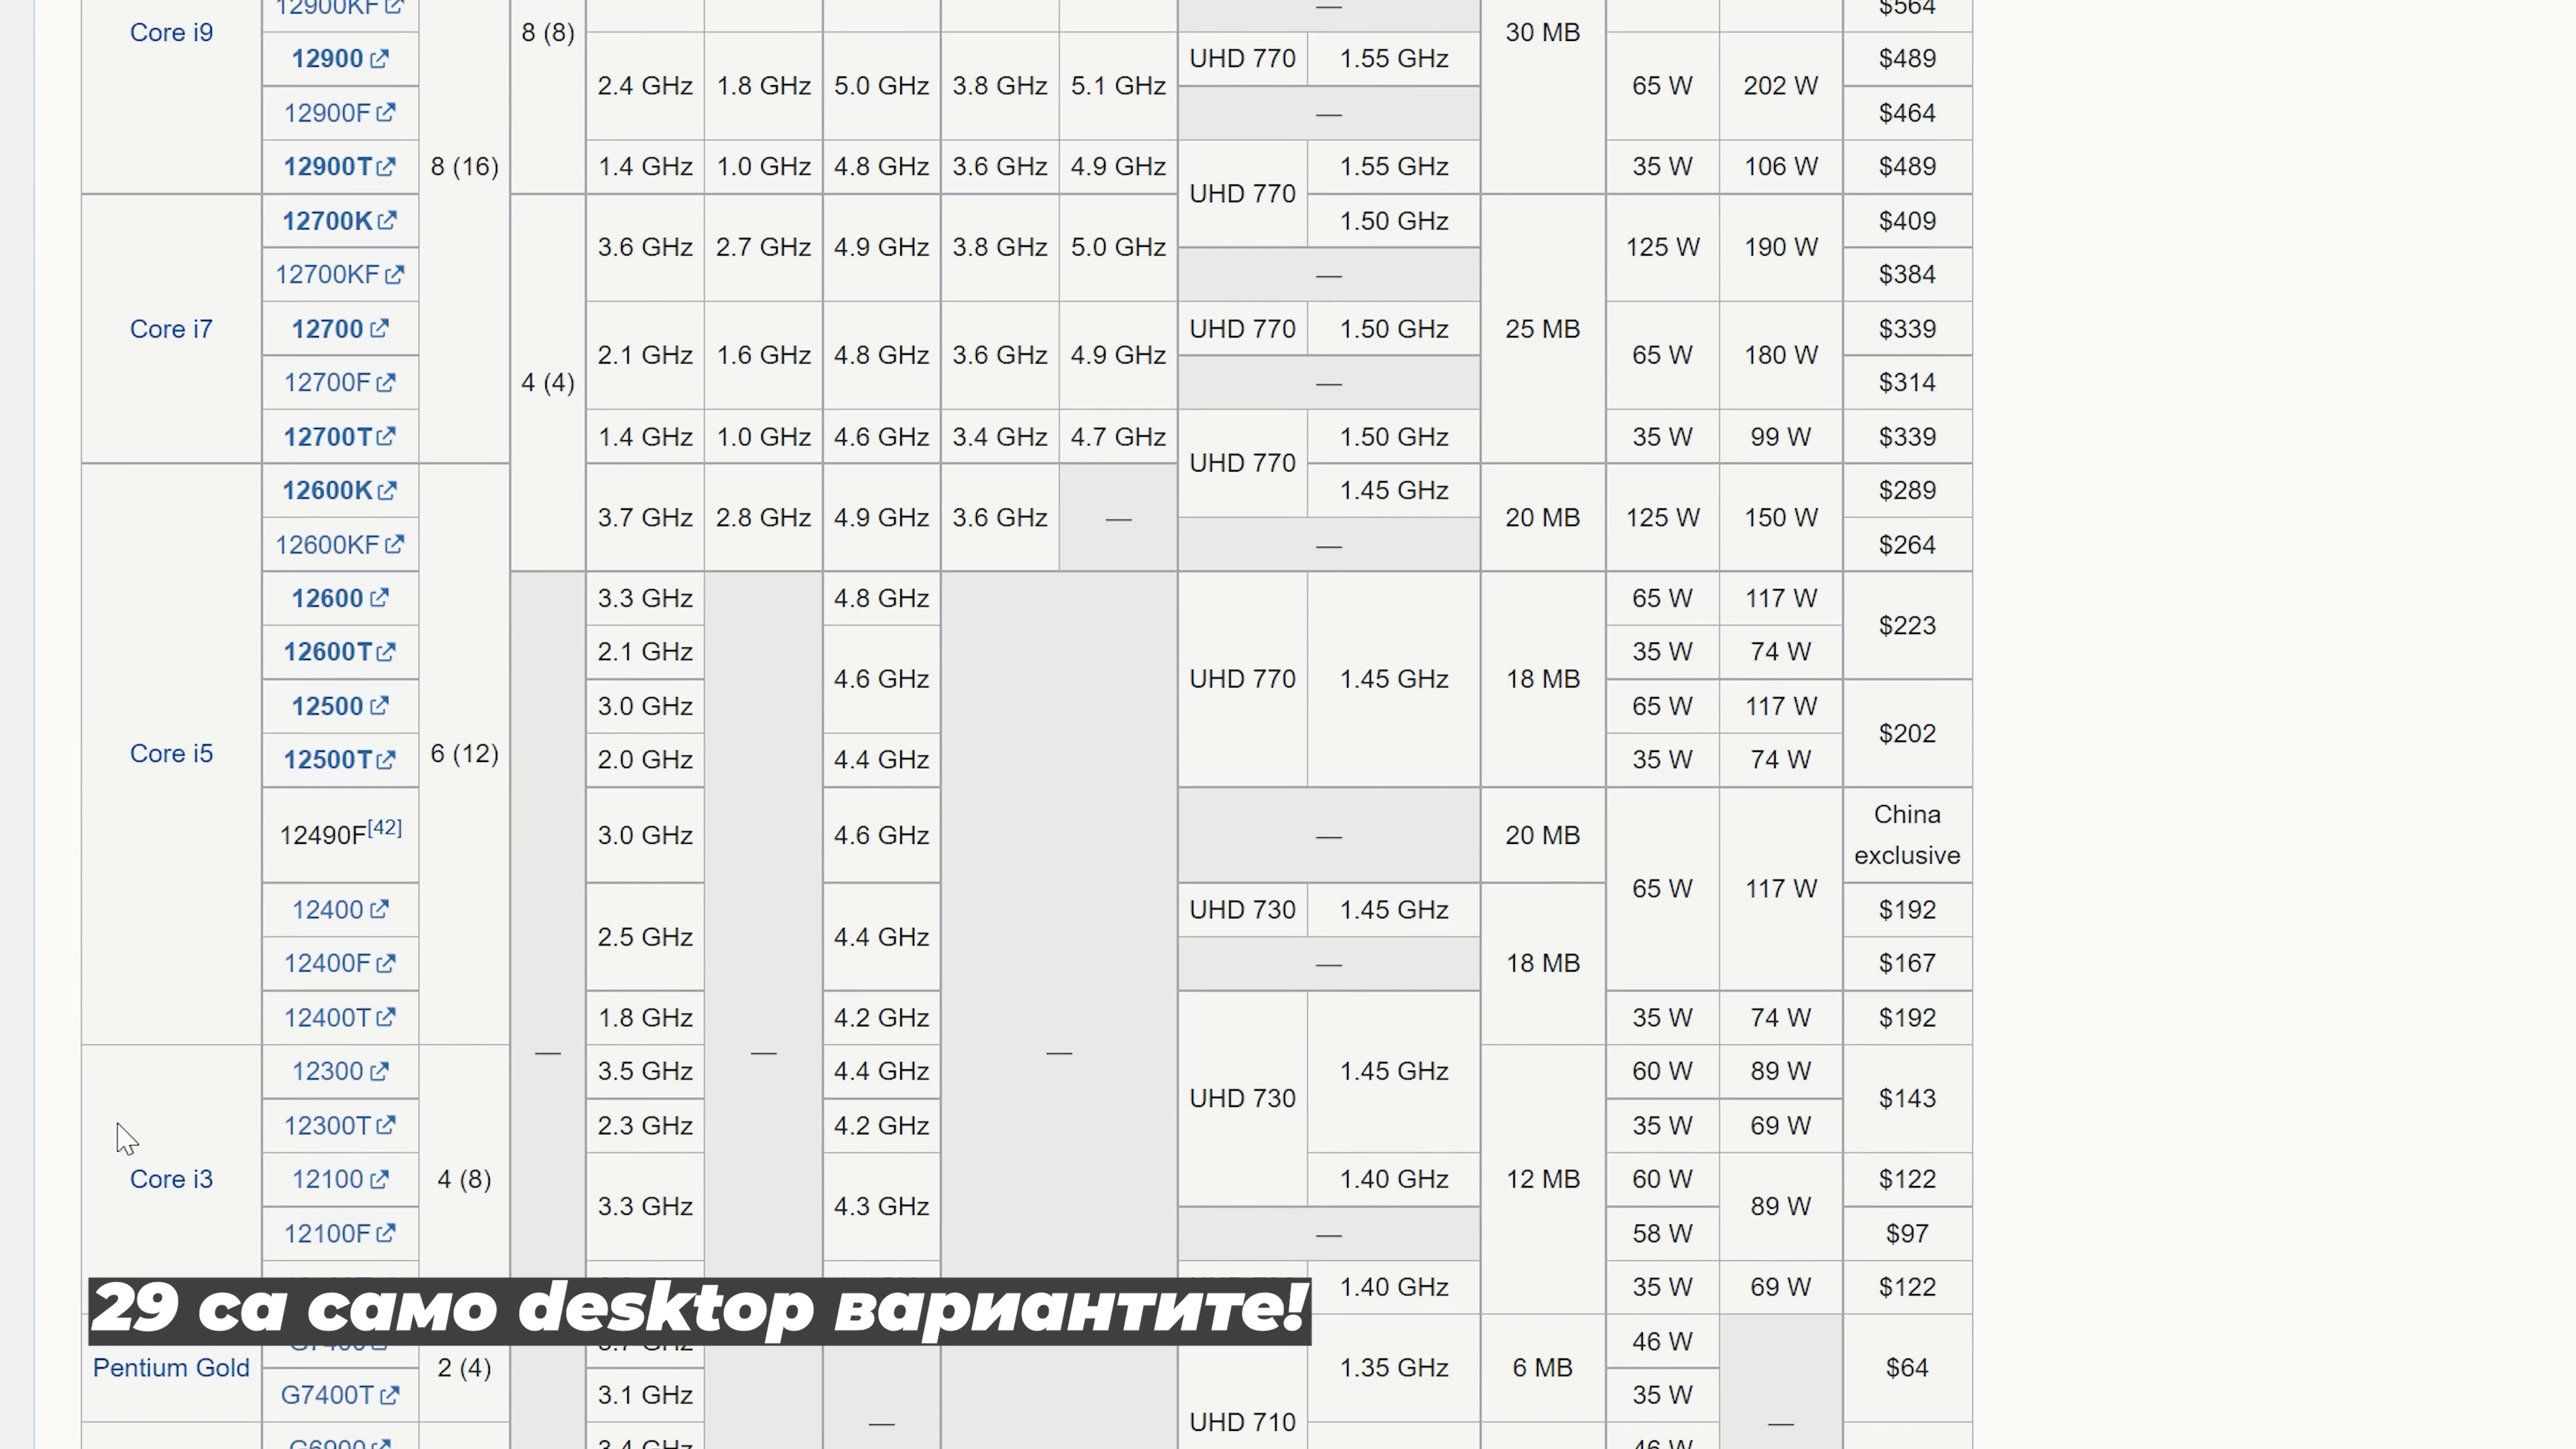 12900KF — $564
Core i9 8 (8) 30 MB
12900 UHD 770 1.55 GHz $489
2.4 GHz 1.8 GHz 5.0 GHz 3.8 GHz 5.1 GHz 65 W 202 W
12900F — $464
12900T 8 (16) 1.4 GHz 1.0 GHz 4.8 GHz 3.6 GHz 4.9 GHz 1.55 GHz 35 W 106 W $489
UHD 770
12700K 1.50 GHz $409
3.6 GHz 2.7 GHz 4.9 GHz 3.8 GHz 5.0 GHz 125 W 190 W
12700KF — $384
Core i7 12700 UHD 770 1.50 GHz 25 MB $339
2.1 GHz 1.6 GHz 4.8 GHz 3.6 GHz 4.9 GHz 65 W 180 W
12700F 4 (4) — $314
12700T 1.4 GHz 1.0 GHz 4.6 GHz 3.4 GHz 4.7 GHz 1.50 GHz 35 W 99 W $339
UHD 770
12600K 1.45 GHz $289
3.7 GHz 2.8 GHz 4.9 GHz 3.6 GHz — 20 MB 125 W 150 W
12600KF — $264
12600 3.3 GHz 4.8 GHz 65 W 117 W
$223
12600T 2.1 GHz 35 W 74 W
4.6 GHz UHD 770 1.45 GHz 18 MB
12500 3.0 GHz 65 W 117 W
$202
Core i5 6 (12)
12500T 2.0 GHz 4.4 GHz 35 W 74 W
China
12490F[42] 3.0 GHz 4.6 GHz — 20 MB
exclusive
65 W 117 W
12400 UHD 730 1.45 GHz $192
2.5 GHz 4.4 GHz
12400F — 18 MB $167
12400T 1.8 GHz 4.2 GHz 35 W 74 W $192
— — —
12300 3.5 GHz 4.4 GHz 1.45 GHz 60 W 89 W
UHD 730 $143
12300T 2.3 GHz 4.2 GHz 35 W 69 W
Core i3 12100 4 (8) 1.40 GHz 12 MB 60 W $122
3.3 GHz 4.3 GHz 89 W
12100F — 58 W $97
1.40 GHz 35 W 69 W $122
29 са само desktop вариантите!
46 W
Pentium Gold 2 (4) 1.35 GHz 6 MB $64
G7400T 3.1 GHz 35 W
— UHD 710 —